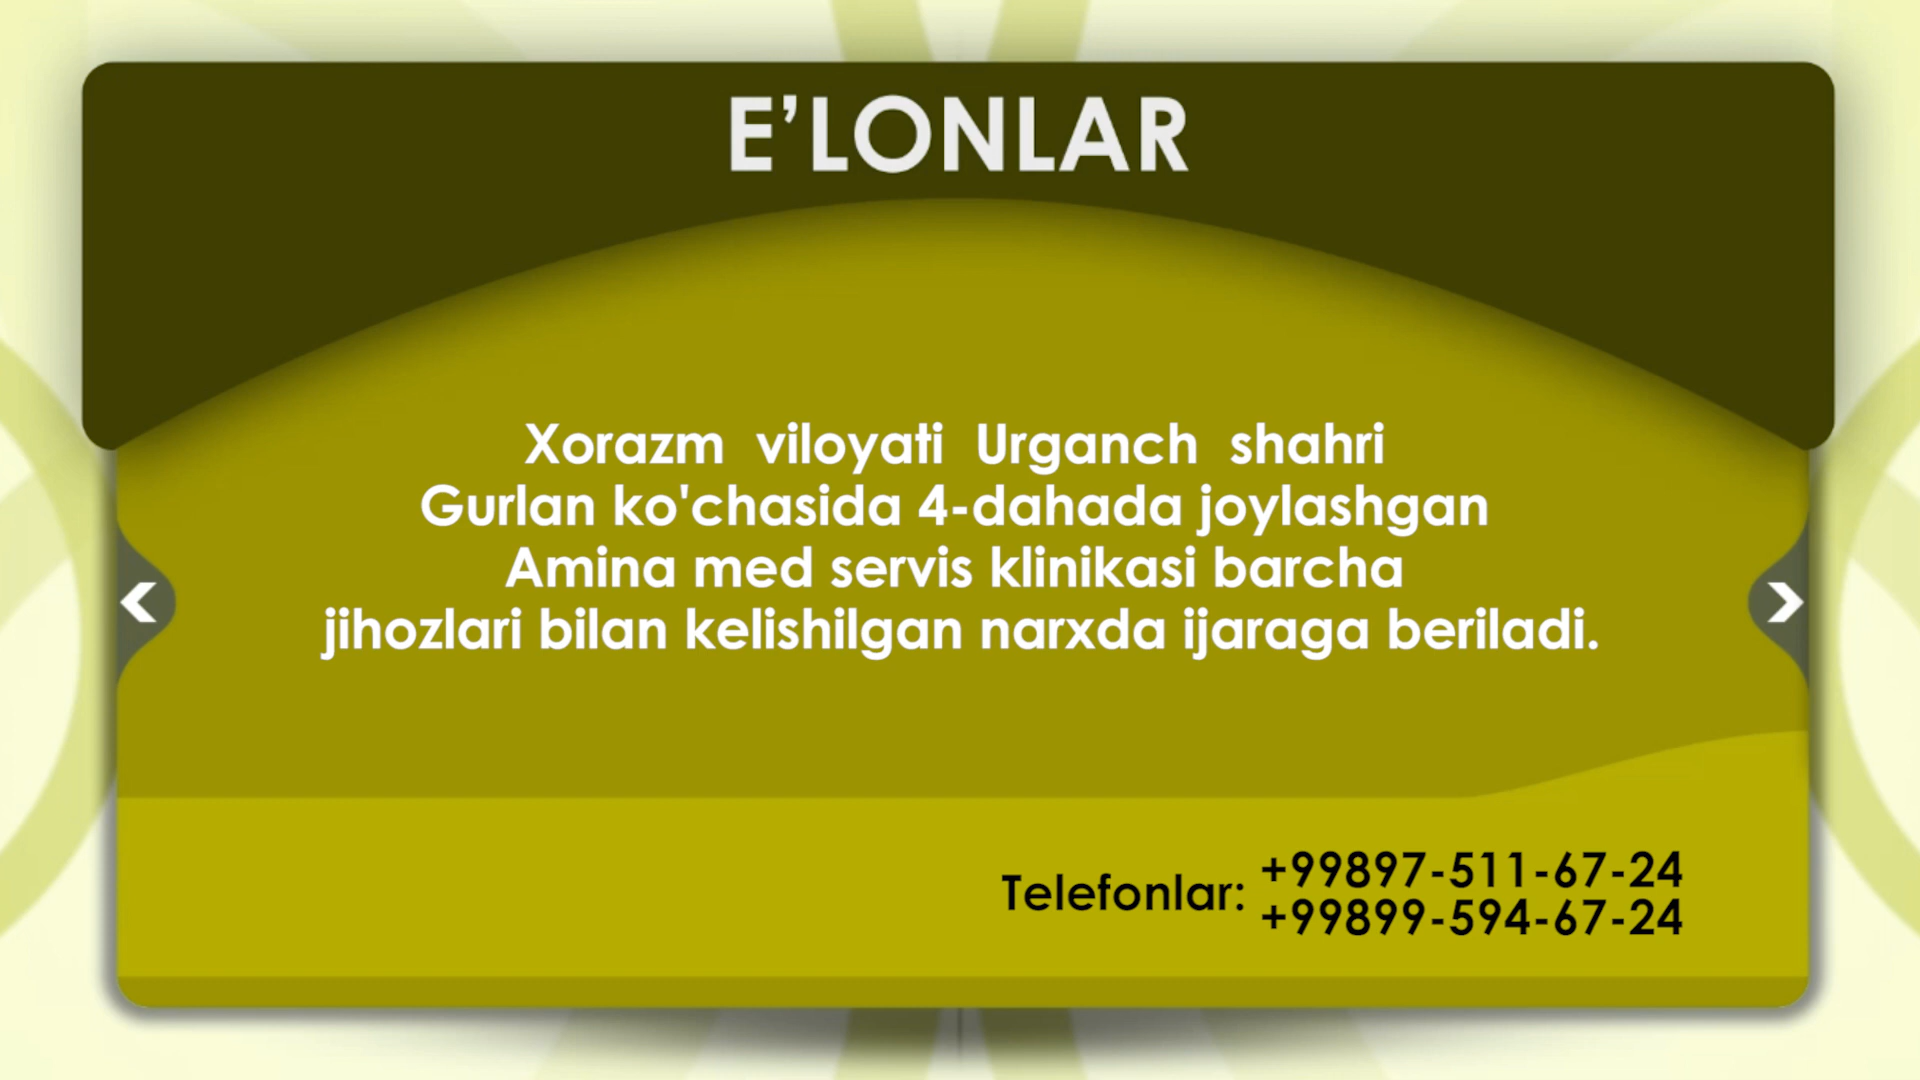 E’LONLAR
Xorazm viloyati Urganch shahri
Gurlan ko'chasida 4-dahada joylashgan
Amina med servis klinikasi barcha
jihozlari bilan kelishilgan narxda ijaraga beriladi.
Telefonlar:
+99897-511-67-24
+99899-594-67-24